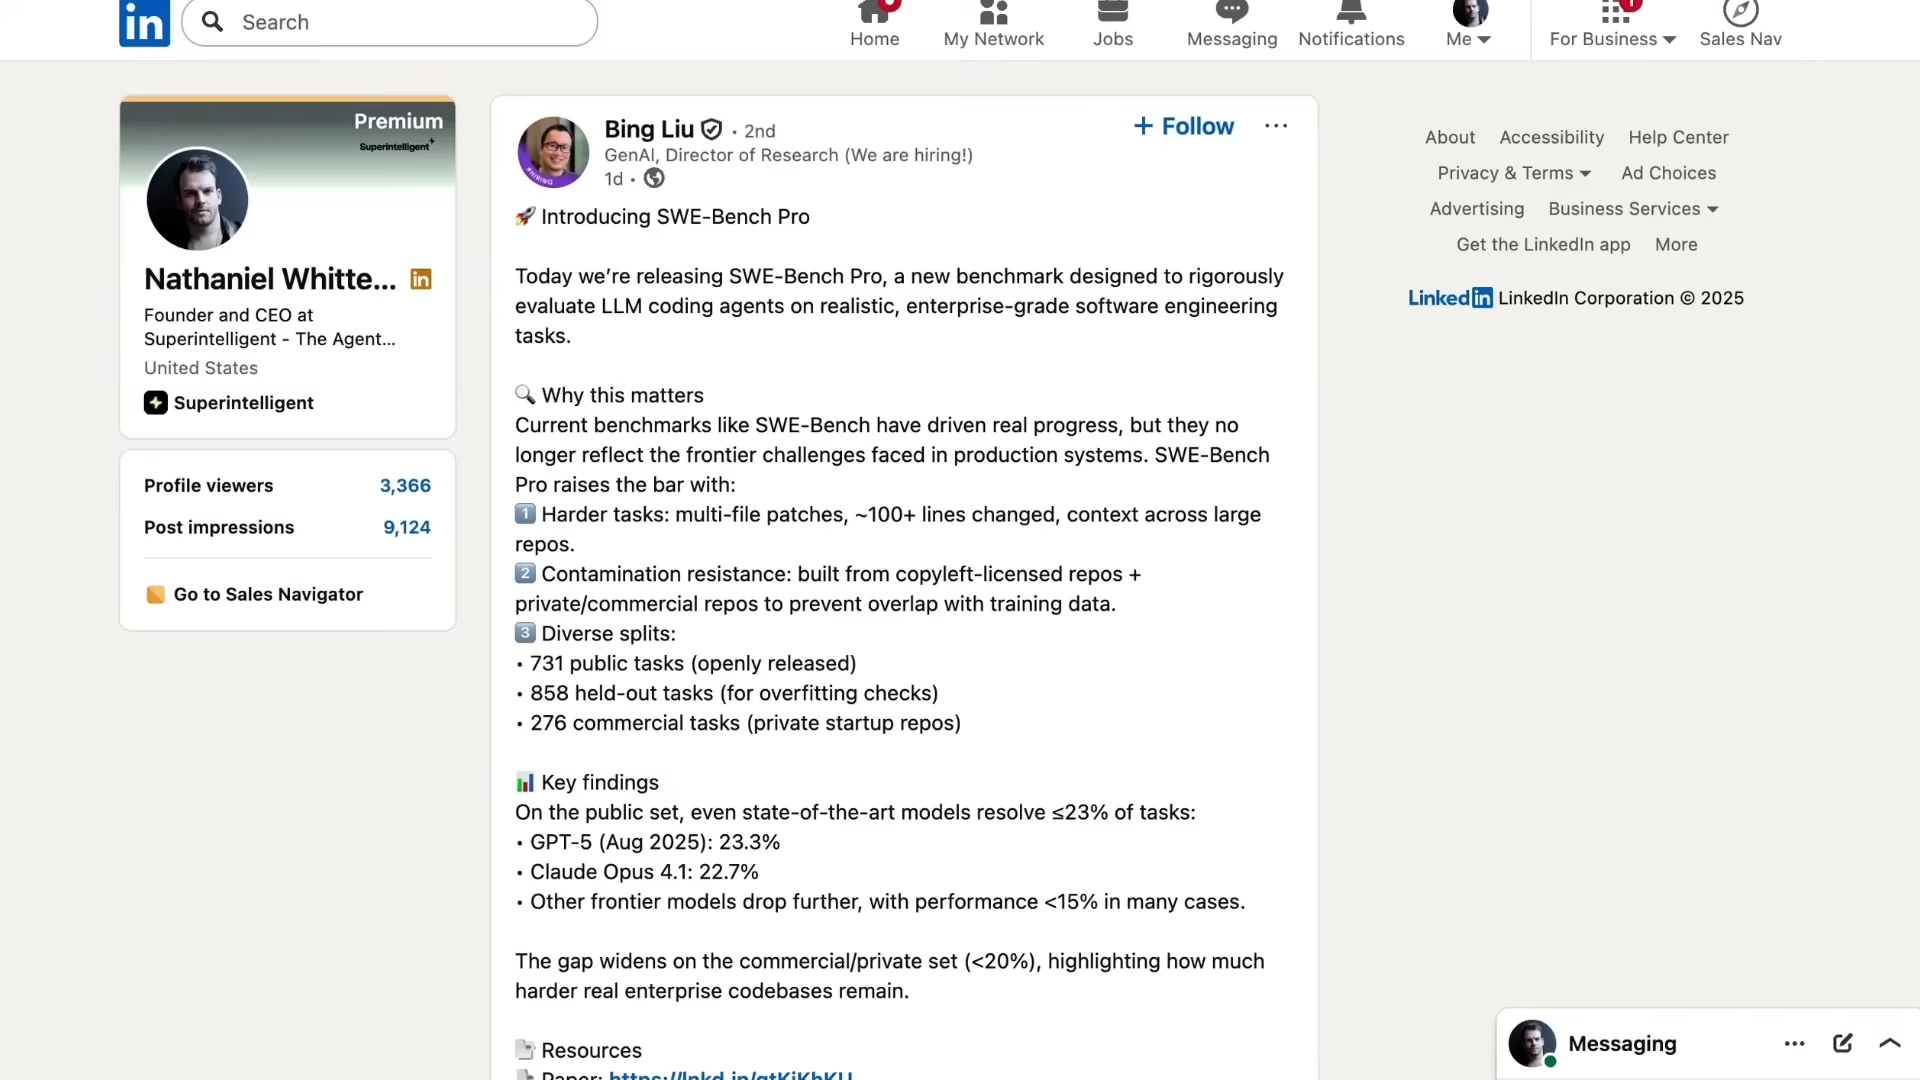 in
Search
Home
My Network
Jobs
Messaging
Notifications
Me
For Business
Sales Nav
Premium
Superintelligent
Nathaniel Whitte...
in
Founder and CEO at
Superintelligent - The Agent...
United States
Superintelligent
Profile viewers 3,366
Post impressions 9,124
Go to Sales Navigator
Bing Liu • 2nd
+ Follow
GenAI, Director of Research (We are hiring!)
1d •
#HIRING
🚀 Introducing SWE-Bench Pro
Today we’re releasing SWE-Bench Pro, a new benchmark designed to rigorously
evaluate LLM coding agents on realistic, enterprise-grade software engineering
tasks.
🔍 Why this matters
Current benchmarks like SWE-Bench have driven real progress, but they no
longer reflect the frontier challenges faced in production systems. SWE-Bench
Pro raises the bar with:
1️⃣ Harder tasks: multi-file patches, ~100+ lines changed, context across large
repos.
2️⃣ Contamination resistance: built from copyleft-licensed repos +
private/commercial repos to prevent overlap with training data.
3️⃣ Diverse splits:
• 731 public tasks (openly released)
• 858 held-out tasks (for overfitting checks)
• 276 commercial tasks (private startup repos)
📊 Key findings
On the public set, even state-of-the-art models resolve ≤23% of tasks:
• GPT-5 (Aug 2025): 23.3%
• Claude Opus 4.1: 22.7%
• Other frontier models drop further, with performance <15% in many cases.
The gap widens on the commercial/private set (<20%), highlighting how much
harder real enterprise codebases remain.
📄 Resources
Paper:
About Accessibility Help Center
Privacy & Terms Ad Choices
Advertising Business Services
Get the LinkedIn app More
LinkedIn LinkedIn Corporation © 2025
Messaging